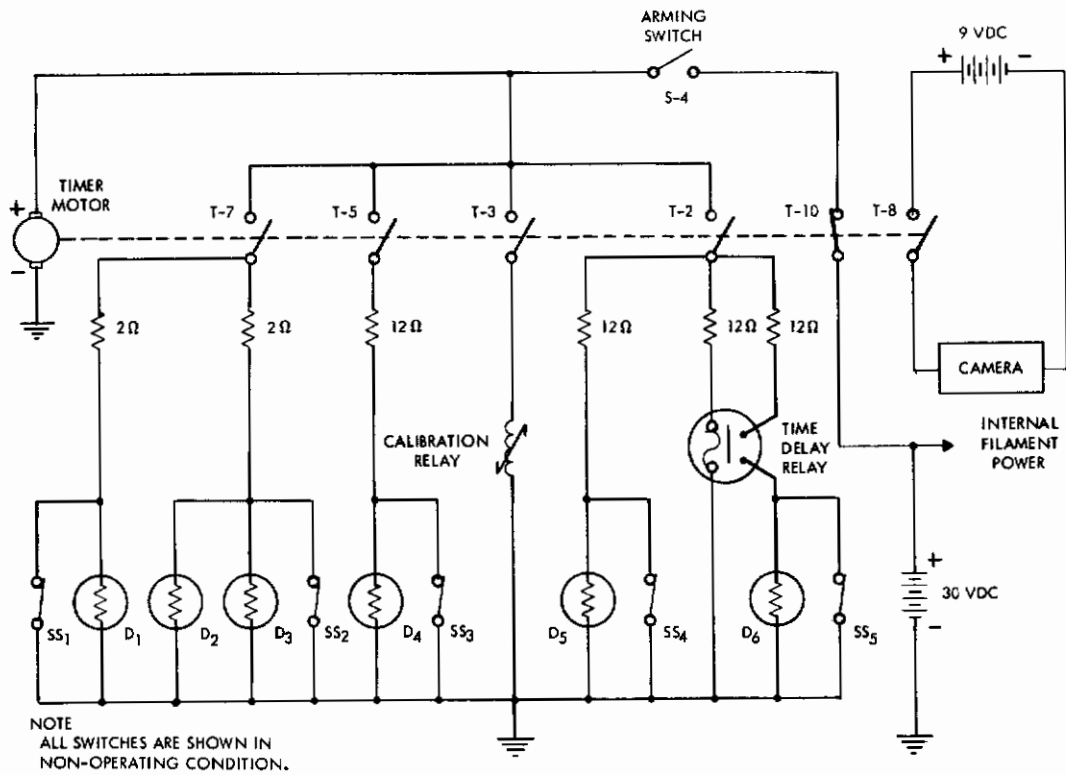 ARMING
SWITCH
9 VDC
+ -
S-4
TIMER
MOTOR
+
-
T-7
T-5
T-3
T-2
T-10
T-8
2Ω
2Ω
12Ω
12Ω
12Ω
12Ω
CAMERA
CALIBRATION
RELAY
TIME
DELAY
RELAY
INTERNAL
FILAMENT
POWER
+
30 VDC
-
SS1
D1
D2
D3
SS2
D4
SS3
D5
SS4
D6
SS5
NOTE
ALL SWITCHES ARE SHOWN IN
NON-OPERATING CONDITION.